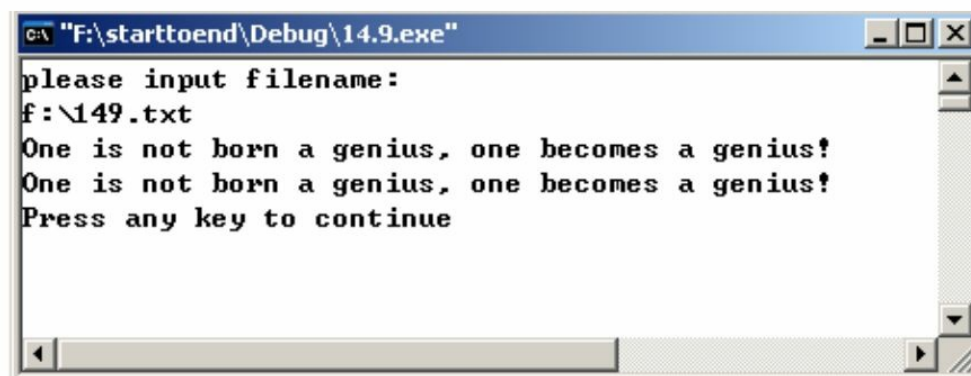 "F:\starttoend\Debug\14.9.exe"
please input filename:
f:\149.txt
One is not born a genius, one becomes a genius!
One is not born a genius, one becomes a genius!
Press any key to continue